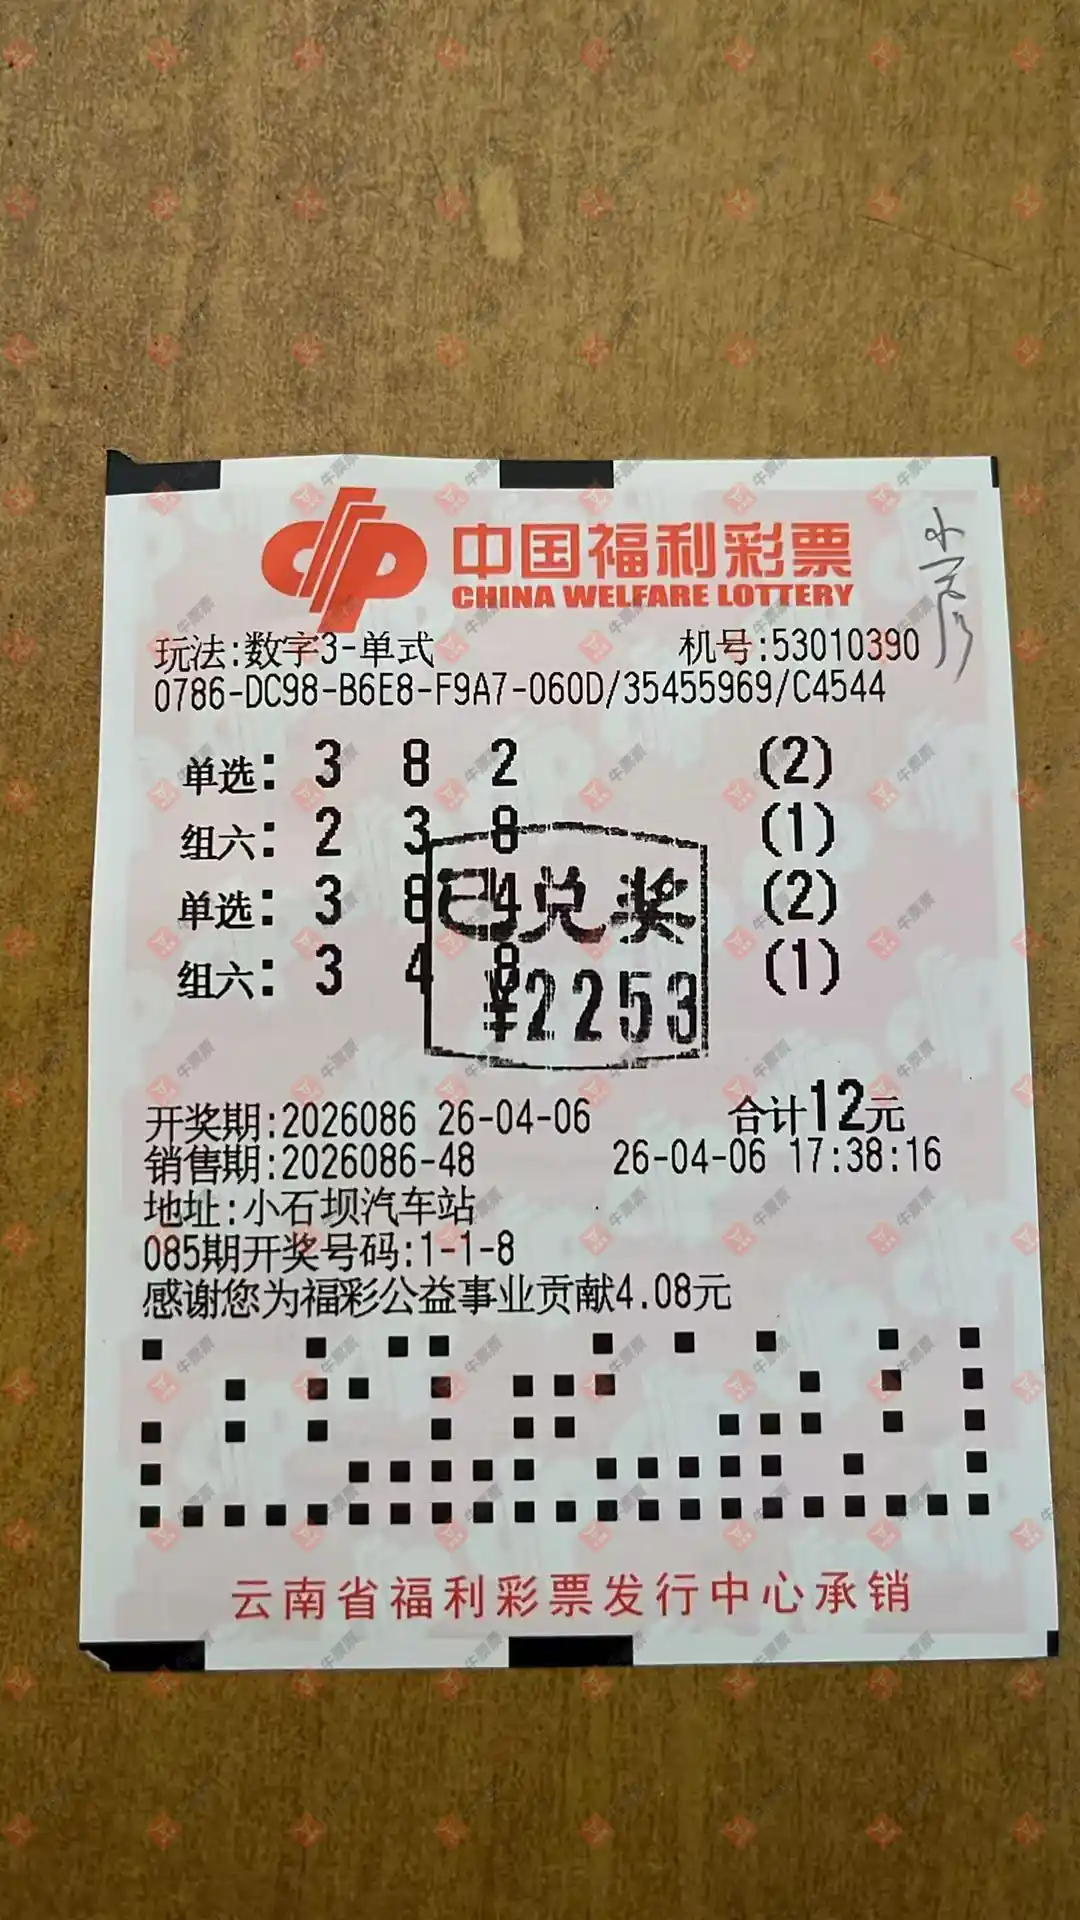 中国福利彩票
CHINA WELFARE LOTTERY
玩法:数字3-单式 机号:53010390
0786-DC98-B6E8-F9A7-060D/35455969/C4544
单选: 3 8 2 (2)
组六: 2 3 8 (1)
单选: 3 8 4 (2)
组六: 3 4 8 (1)
已兑奖
¥2253
开奖期:2026086 26-04-06 合计12元
销售期:2026086-48 26-04-06 17:38:16
地址:小石坝汽车站
085期开奖号码:1-1-8
感谢您为福彩公益事业贡献4.08元
云南省福利彩票发行中心承销
牛票票